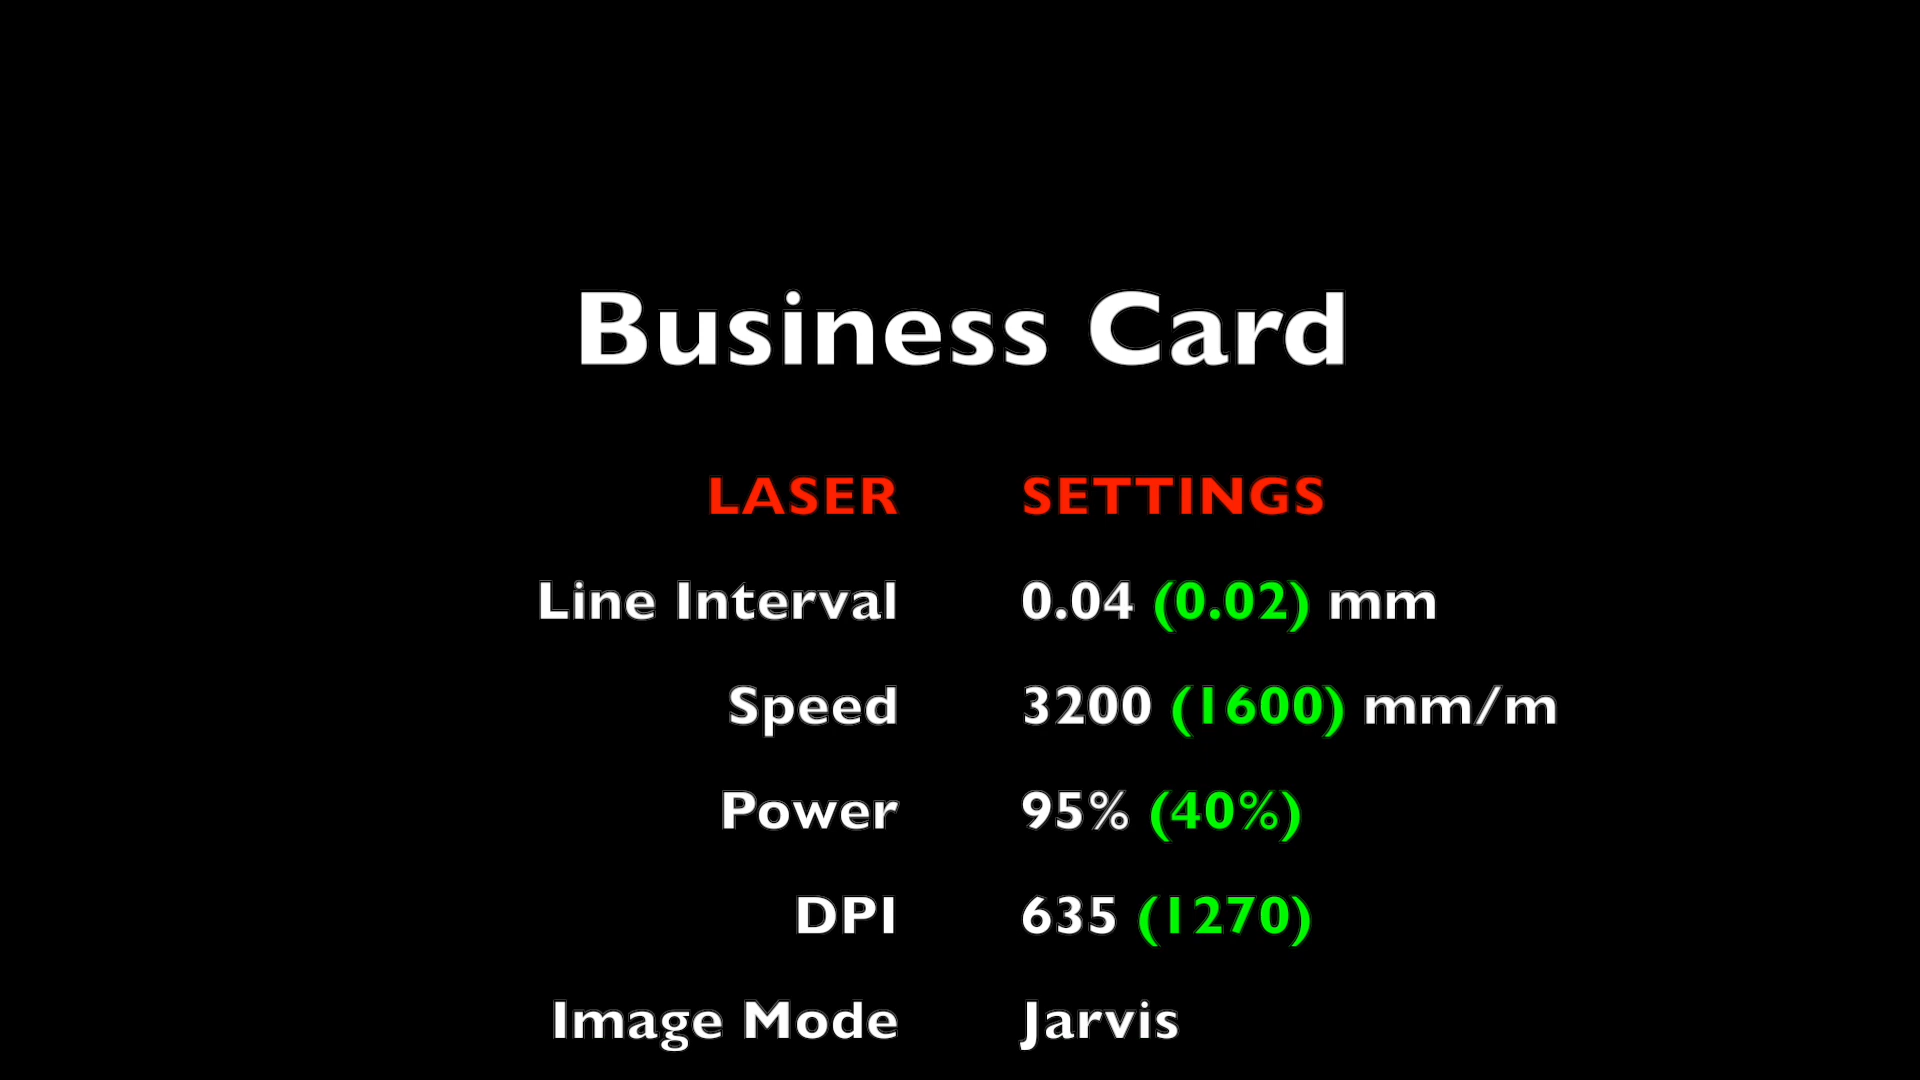 Business Card
LASER SETTINGS
Line Interval 0.04 (0.02) mm
Speed 3200 (1600) mm/m
Power 95% (40%)
DPI 635 (1270)
Image Mode Jarvis